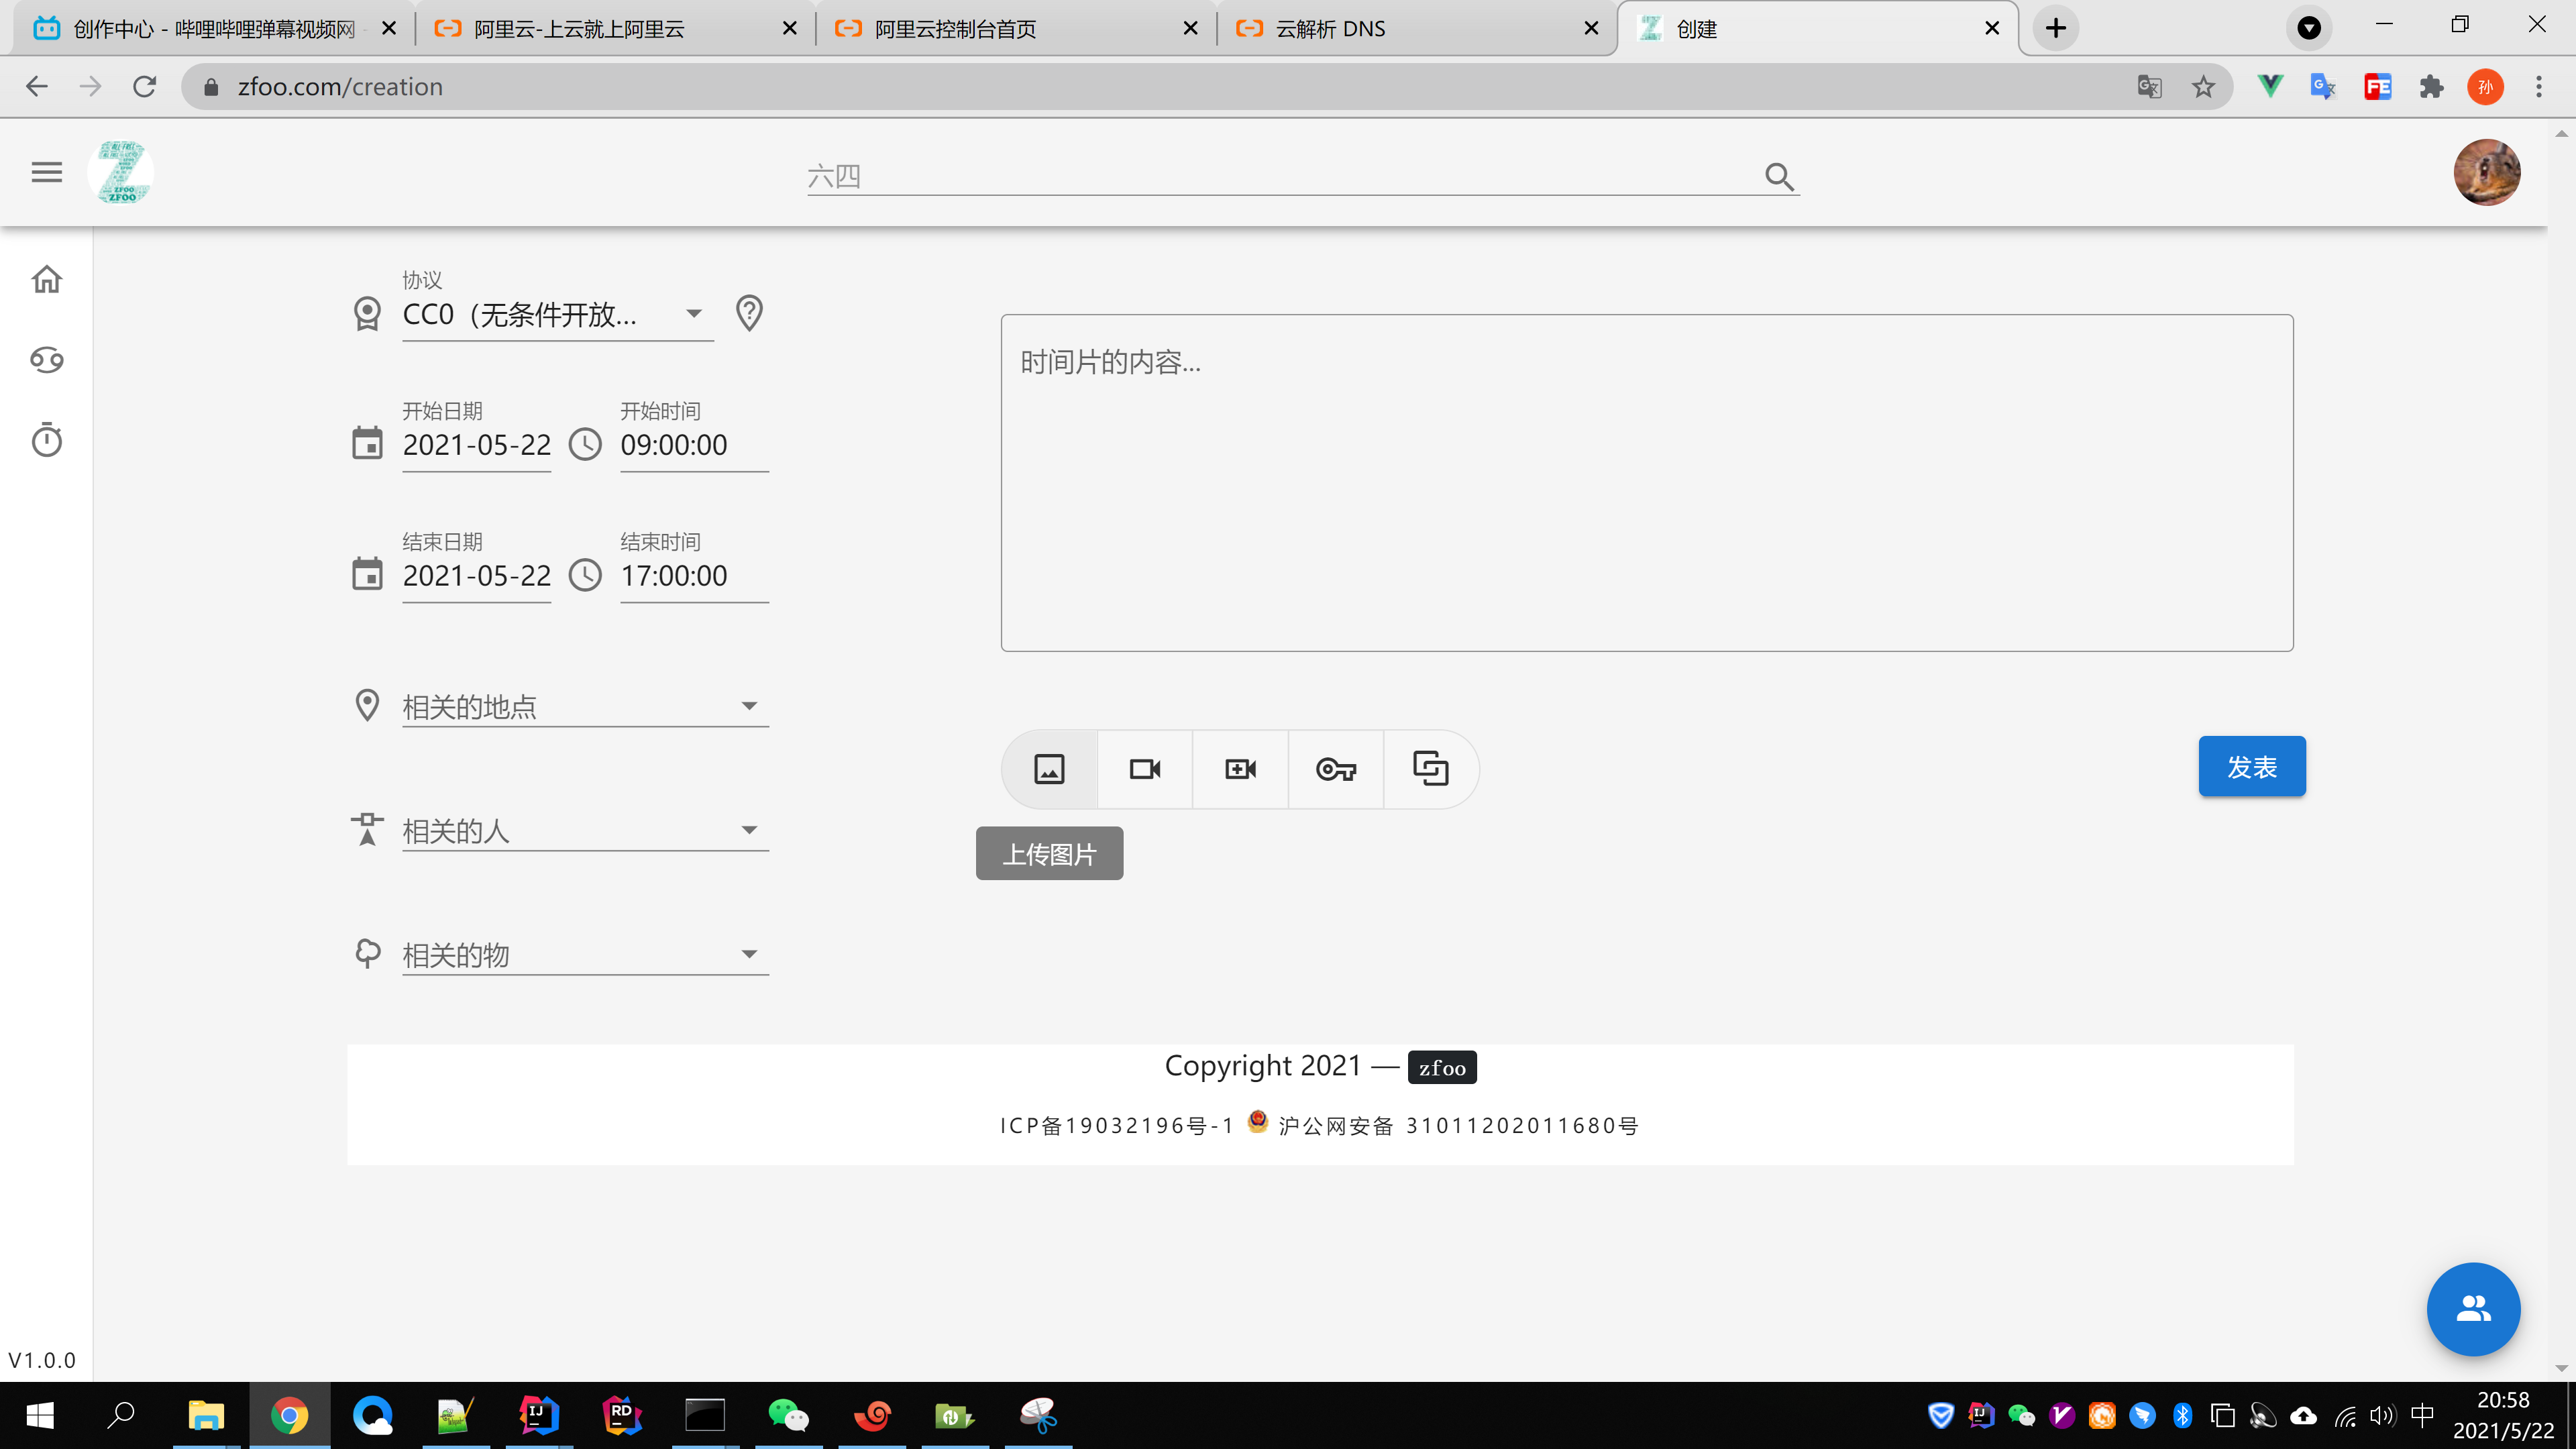 创作中心 - 哔哩哔哩弹幕视频网
阿里云-上云就上阿里云
阿里云控制台首页
云解析 DNS
创建
zfoo.com/creation
FE
孙
ZFOO
六四
协议
CC0（无条件开放...
开始日期
开始时间
2021-05-22
09:00:00
结束日期
结束时间
2021-05-22
17:00:00
相关的地点
相关的人
相关的物
时间片的内容...
发表
上传图片
Copyright 2021 — zfoo
ICP备19032196号-1 沪公网安备 31011202011680号
V1.0.0
IJ
RD
中
20:58
2021/5/22